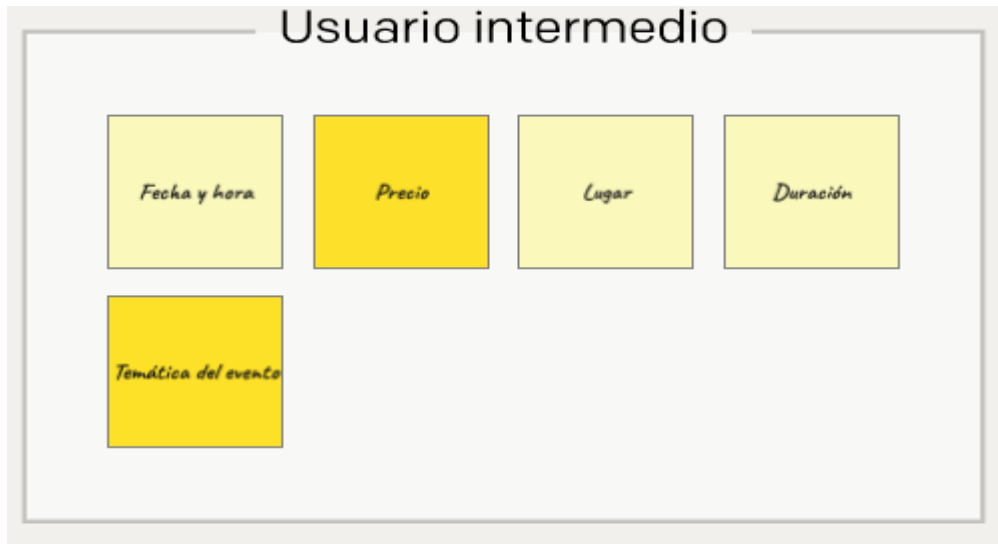 Usuario intermedio
Fecha y hora
Precio
Lugar
Duración
Temática del evento